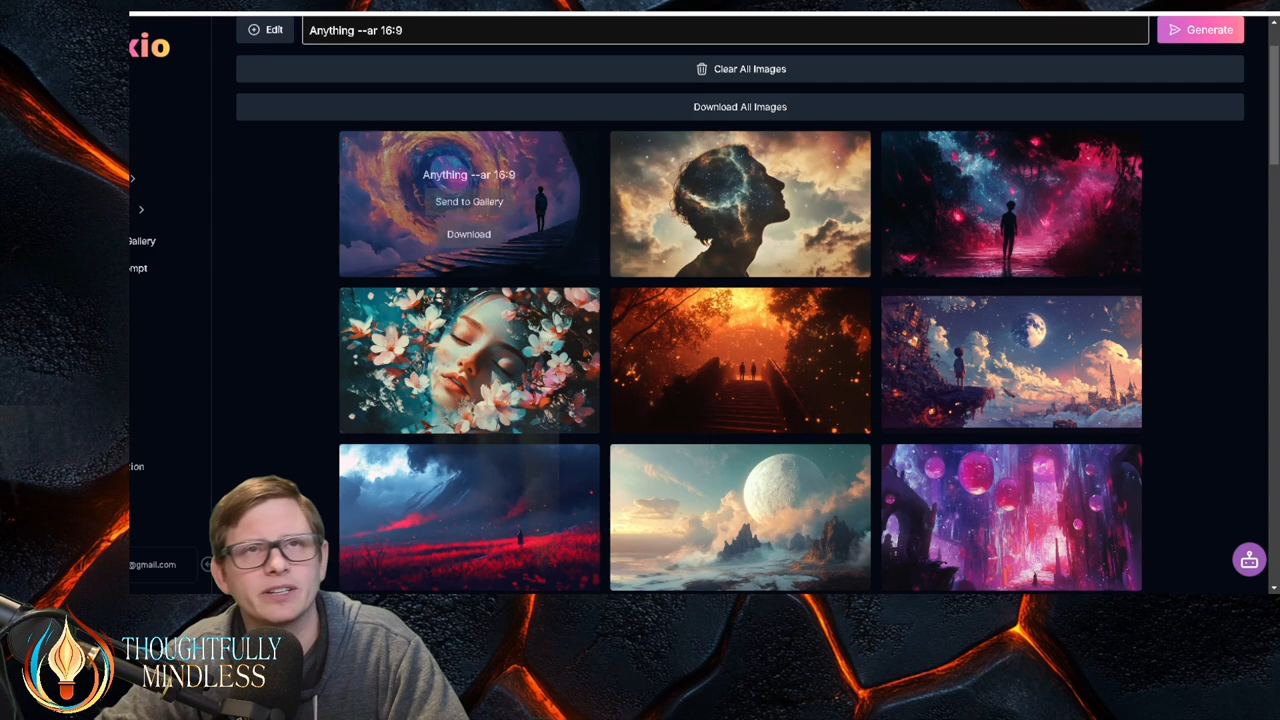 xio
Edit
Anything --ar 16:9
Generate
Clear All Images
Download All Images
Anything --ar 16:9
Send to Gallery
Download
allery
mpt
tion
@gmail.com
THOUGHTFULLY
MINDLESS